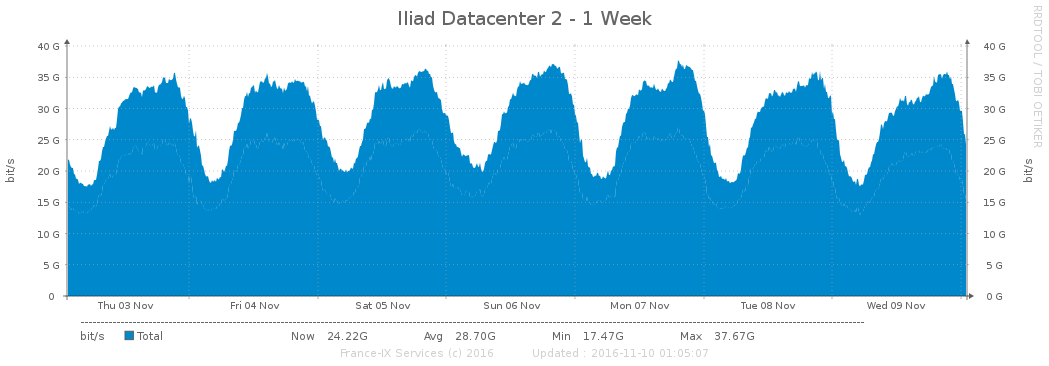 Iliad Datacenter 2 - 1 Week
RRDTOOL / TOBI OETIKER
bit/s
40 G 40 G
35 G 35 G
30 G 30 G
25 G 25 G
20 G 20 G
15 G 15 G
10 G 10 G
5 G 5 G
0 0 G
bit/s
Thu 03 Nov Fri 04 Nov Sat 05 Nov Sun 06 Nov Mon 07 Nov Tue 08 Nov Wed 09 Nov
bit/s Total Now 24.22G Avg 28.70G Min 17.47G Max 37.67G
France-IX Services (c) 2016 Updated : 2016-11-10 01:05:07